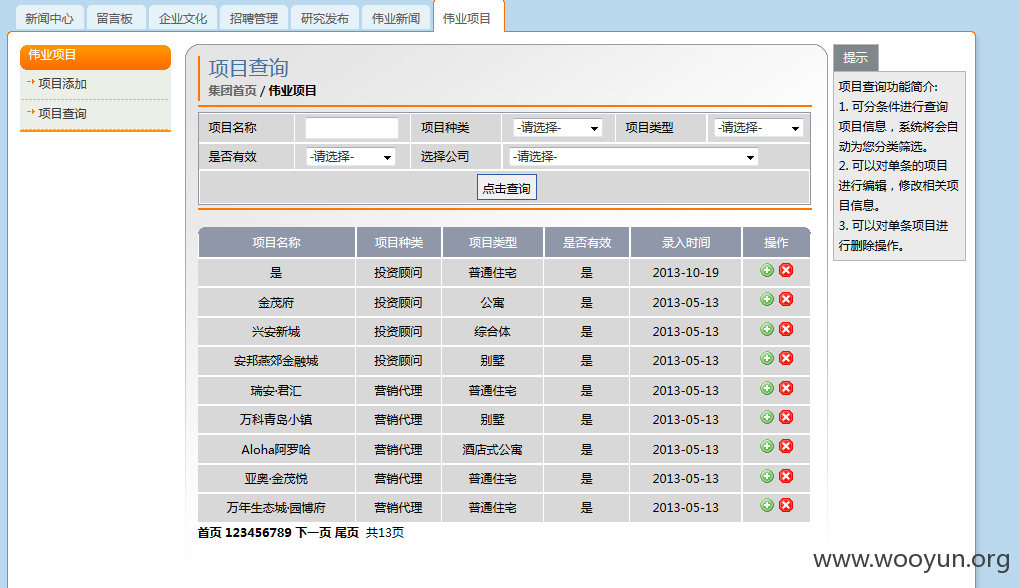 新闻中心 留言板 企业文化 招聘管理 研究发布 伟业新闻 伟业项目
伟业项目
项目添加
项目查询
项目查询
集团首页 / 伟业项目
项目名称 项目种类 -请选择- 项目类型 -请选择-
是否有效 -请选择- 选择公司 -请选择-
点击查询
项目名称 项目种类 项目类型 是否有效 录入时间 操作
是 投资顾问 普通住宅 是 2013-10-19
金茂府 投资顾问 公寓 是 2013-05-13
兴安新城 投资顾问 综合体 是 2013-05-13
安邦燕郊金融城 投资顾问 别墅 是 2013-05-13
瑞安·君汇 营销代理 普通住宅 是 2013-05-13
万科青岛小镇 营销代理 别墅 是 2013-05-13
Aloha阿罗哈 营销代理 酒店式公寓 是 2013-05-13
亚奥·金茂悦 营销代理 普通住宅 是 2013-05-13
万年生态城·园博府 营销代理 普通住宅 是 2013-05-13
首页 123456789 下一页 尾页 共13页
提示
项目查询功能简介:
1. 可分条件进行查询
项目信息，系统将会自
动为您分类筛选。
2. 可以对单条的项目
进行编辑，修改相关项
目信息。
3. 可以对单条项目进
行删除操作。
www.wooyun.org